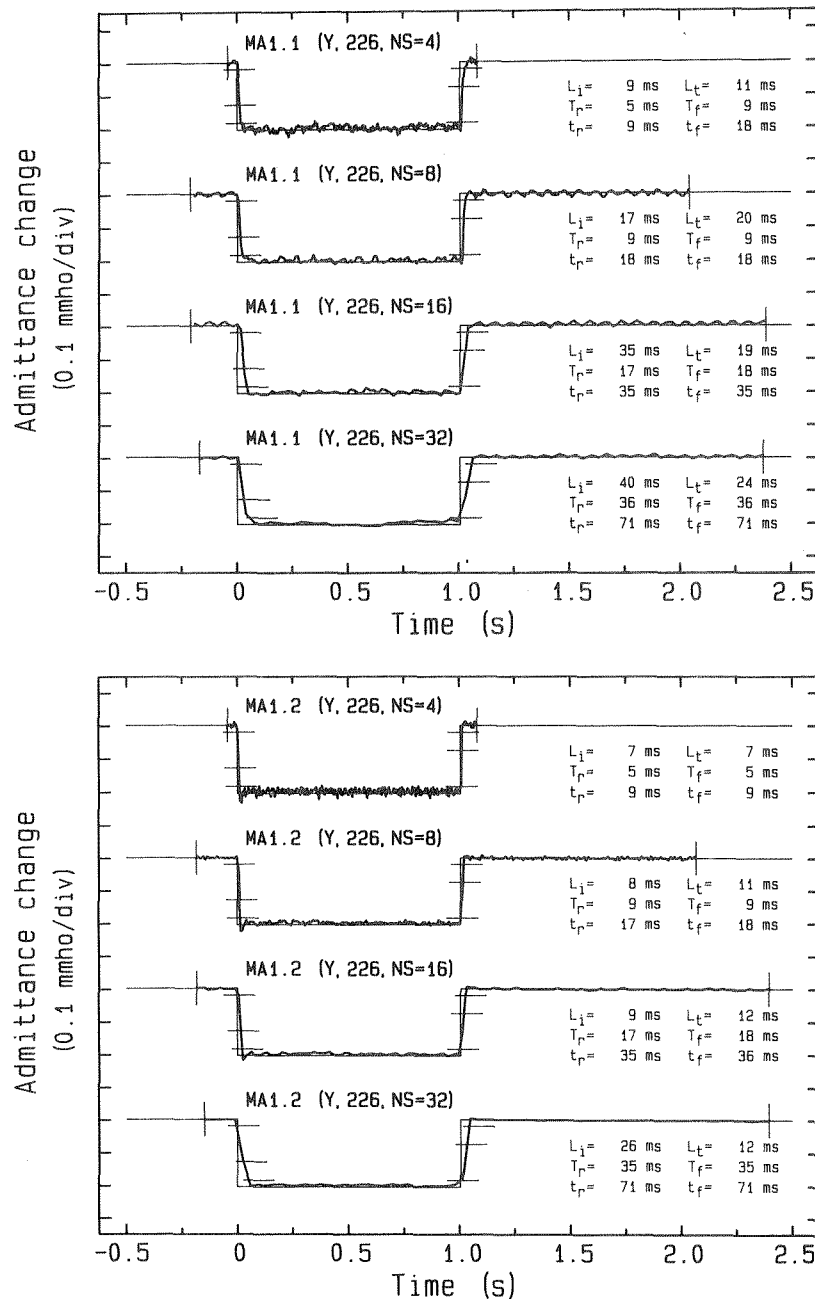 MA1.1 (Y, 226, NS=4)
Li= 9 ms Lt= 11 ms
Tr= 5 ms Tf= 9 ms
tr= 9 ms tf= 18 ms
MA1.1 (Y, 226, NS=8)
Li= 17 ms Lt= 20 ms
Tr= 9 ms Tf= 9 ms
tr= 18 ms tf= 18 ms
MA1.1 (Y, 226, NS=16)
Li= 35 ms Lt= 19 ms
Tr= 17 ms Tf= 18 ms
tr= 35 ms tf= 35 ms
MA1.1 (Y, 226, NS=32)
Li= 40 ms Lt= 24 ms
Tr= 36 ms Tf= 36 ms
tr= 71 ms tf= 71 ms
Admittance change
(0.1 mmho/div)
-0.5 0 0.5 1.0 1.5 2.0 2.5
Time (s)
MA1.2 (Y, 226, NS=4)
Li= 7 ms Lt= 7 ms
Tr= 5 ms Tf= 5 ms
tr= 9 ms tf= 9 ms
MA1.2 (Y, 226, NS=8)
Li= 8 ms Lt= 11 ms
Tr= 9 ms Tf= 9 ms
tr= 17 ms tf= 18 ms
MA1.2 (Y, 226, NS=16)
Li= 9 ms Lt= 12 ms
Tr= 17 ms Tf= 18 ms
tr= 35 ms tf= 36 ms
MA1.2 (Y, 226, NS=32)
Li= 26 ms Lt= 12 ms
Tr= 35 ms Tf= 35 ms
tr= 71 ms tf= 71 ms
Admittance change
(0.1 mmho/div)
-0.5 0 0.5 1.0 1.5 2.0 2.5
Time (s)